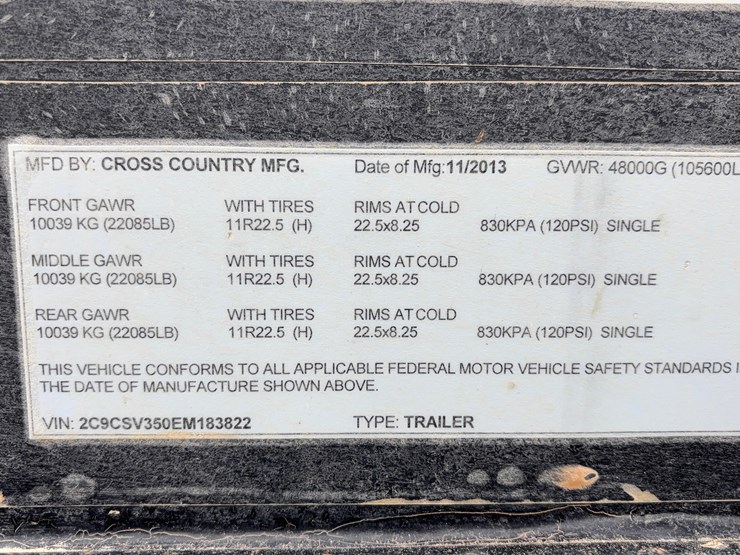 MFD BY: CROSS COUNTRY MFG. Date of Mfg:11/2013 GVWR: 48000G (105600L
FRONT GAWR WITH TIRES RIMS AT COLD
10039 KG (22085LB) 11R22.5 (H) 22.5x8.25 830KPA (120PSI) SINGLE
MIDDLE GAWR WITH TIRES RIMS AT COLD
10039 KG (22085LB) 11R22.5 (H) 22.5x8.25 830KPA (120PSI) SINGLE
REAR GAWR WITH TIRES RIMS AT COLD
10039 KG (22085LB) 11R22.5 (H) 22.5x8.25 830KPA (120PSI) SINGLE
THIS VEHICLE CONFORMS TO ALL APPLICABLE FEDERAL MOTOR VEHICLE SAFETY STANDARDS
THE DATE OF MANUFACTURE SHOWN ABOVE.
VIN: 2C9CSV350EM183822 TYPE: TRAILER